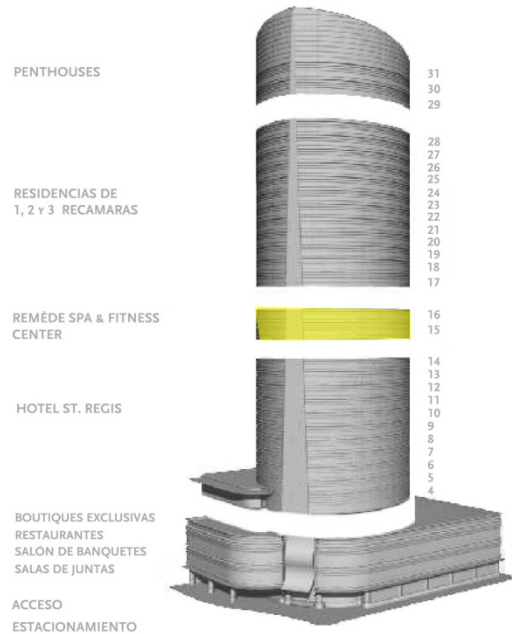 PENTHOUSES
31
30
29
28
27
26
25
24
23
22
21
20
19
18
17
RESIDENCIAS DE
1, 2 Y 3 RECAMARAS
REMÈDE SPA & FITNESS
CENTER
16
15
14
13
12
11
10
9
8
7
6
5
4
HOTEL ST. REGIS
BOUTIQUES EXCLUSIVAS
RESTAURANTES
SALÓN DE BANQUETES
SALAS DE JUNTAS
ACCESO
ESTACIONAMIENTO